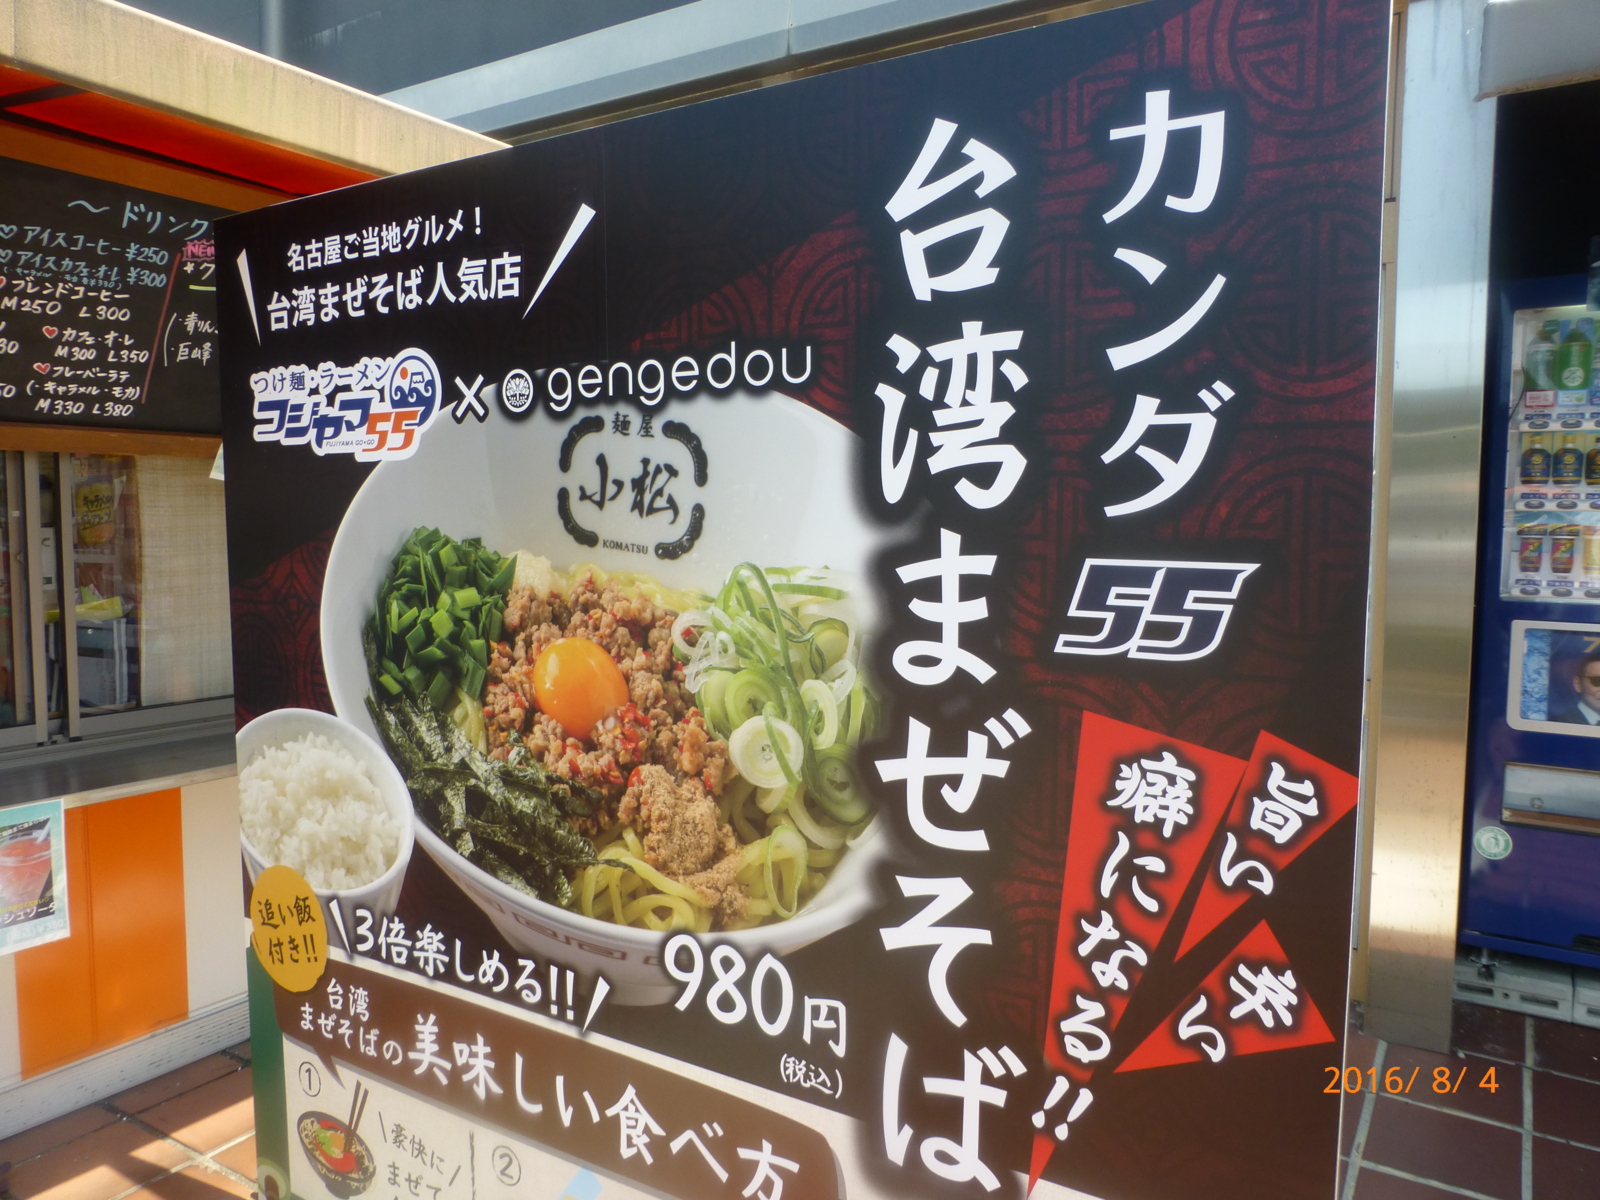 カンダ55
台湾まぜそば
旨い
辛い
癖になる!!
名古屋ご当地グルメ!
台湾まぜそば人気店
つけ麺・ラーメン
フジヤマ55
FUJIYAMA GO•GO
× gengedou
麺屋
小松
KOMATSU
追い飯
付き!!
3倍楽しめる!!
980円
(税込)
台湾
まぜそばの美味しい食べ方
①
豪快に
まぜて
②
〜ドリンク
アイスコーヒー ¥250
アイスカフェ・オ・レ ¥300
ブレンドコーヒー
M250 L300
カフェ・オ・レ
M300 L350
フレーバーラテ
(・キャラメル・モカ)
M330 L380
NEW
巨峰
2016/ 8/ 4